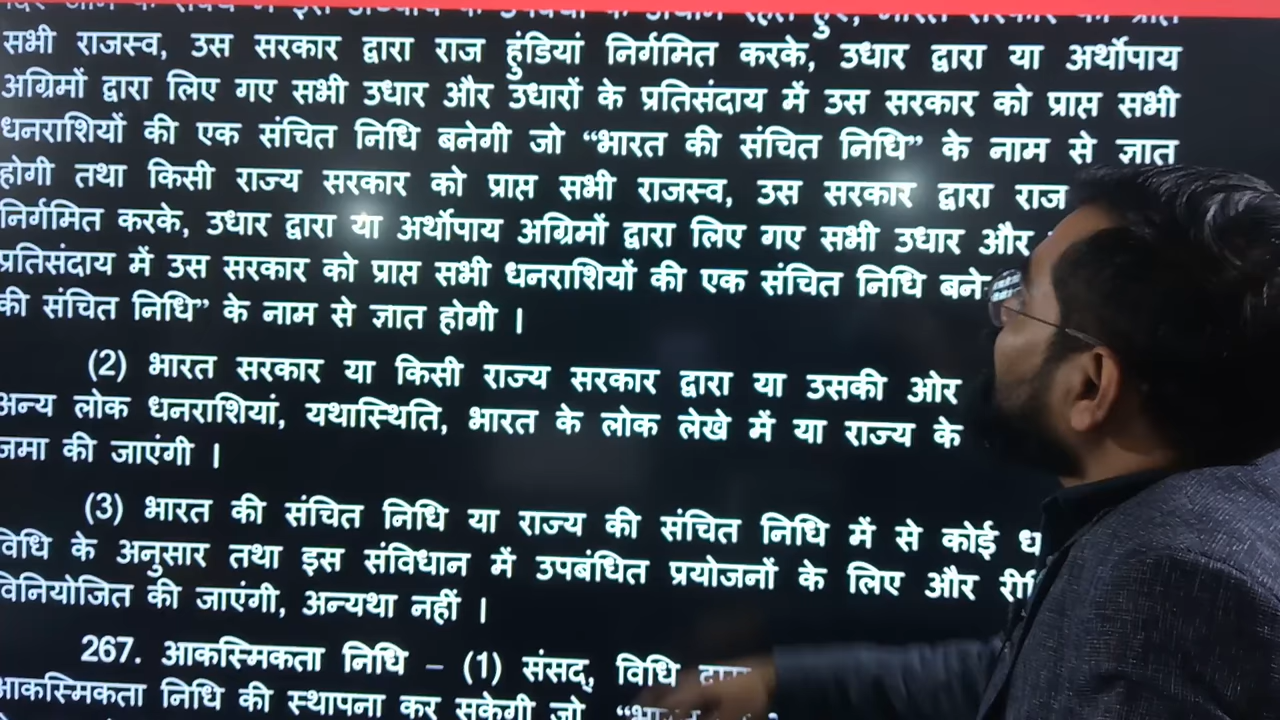 सभी राजस्व, उस सरकार द्वारा राज हुंडियां निर्गमित करके, उधार द्वारा या अर्थोपाय
अग्रिमों द्वारा लिए गए सभी उधार और उधारों के प्रतिसंदाय में उस सरकार को प्राप्त सभी
धनराशियों की एक संचित निधि बनेगी जो “भारत की संचित निधि” के नाम से ज्ञात
होगी तथा किसी राज्य सरकार को प्राप्त सभी राजस्व, उस सरकार द्वारा राज
निर्गमित करके, उधार द्वारा या अर्थोपाय अग्रिमों द्वारा लिए गए सभी उधार और
प्रतिसंदाय में उस सरकार को प्राप्त सभी धनराशियों की एक संचित निधि बने
की संचित निधि” के नाम से ज्ञात होगी ।
(2) भारत सरकार या किसी राज्य सरकार द्वारा या उसकी ओर
अन्य लोक धनराशियां, यथास्थिति, भारत के लोक लेखे में या राज्य के
जमा की जाएंगी ।
(3) भारत की संचित निधि या राज्य की संचित निधि में से कोई
विधि के अनुसार तथा इस संविधान में उपबंधित प्रयोजनों के लिए और
विनियोजित की जाएंगी, अन्यथा नहीं ।
267. आकस्मिकता निधि – (1) संसद्, विधि
आकस्मिकता निधि की स्थापना कर सकेगी जो